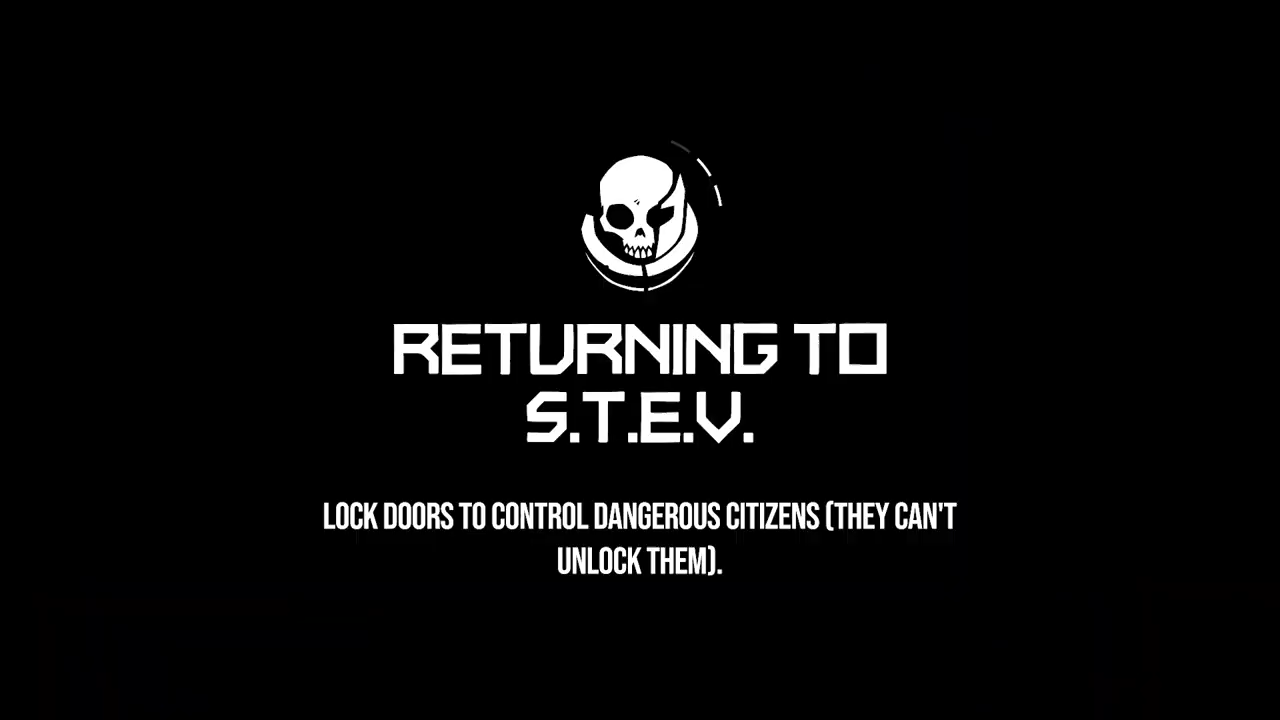 RETURNING TO
S.T.E.V.
LOCK DOORS TO CONTROL DANGEROUS CITIZENS (THEY CAN'T
UNLOCK THEM).